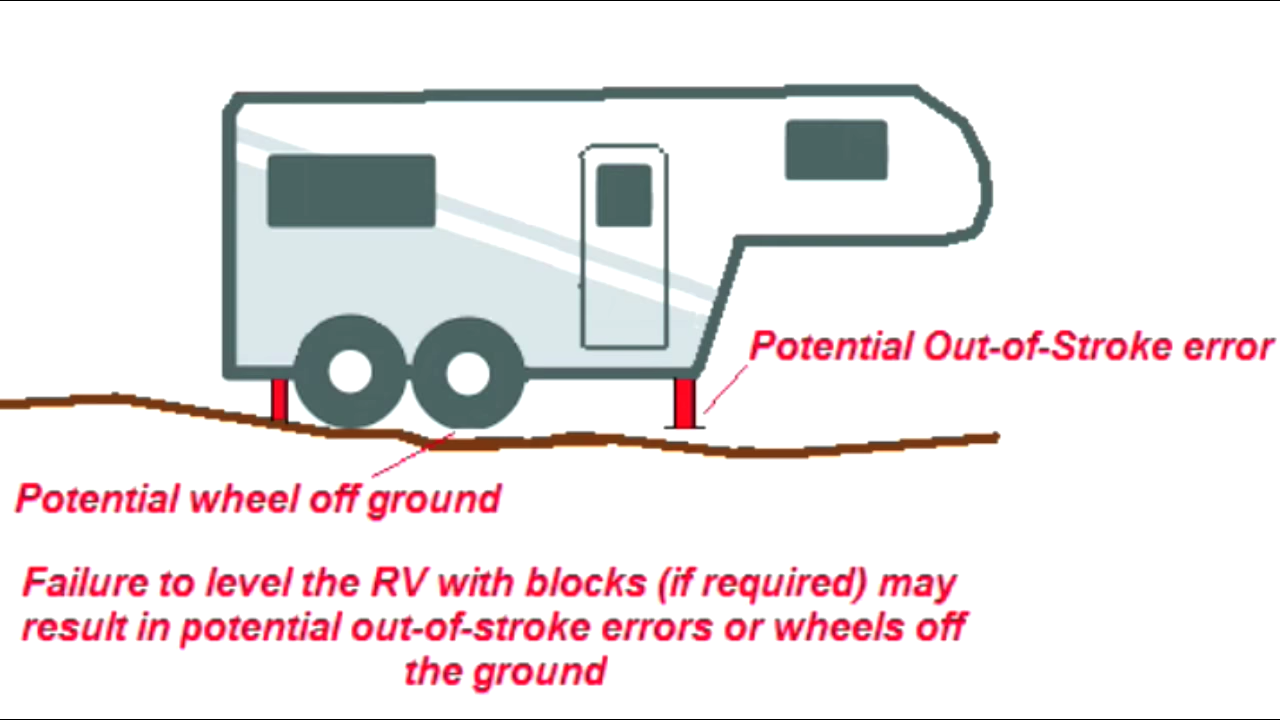 Potential Out-of-Stroke error
Potential wheel off ground
Failure to level the RV with blocks (if required) may
result in potential out-of-stroke errors or wheels off
the ground